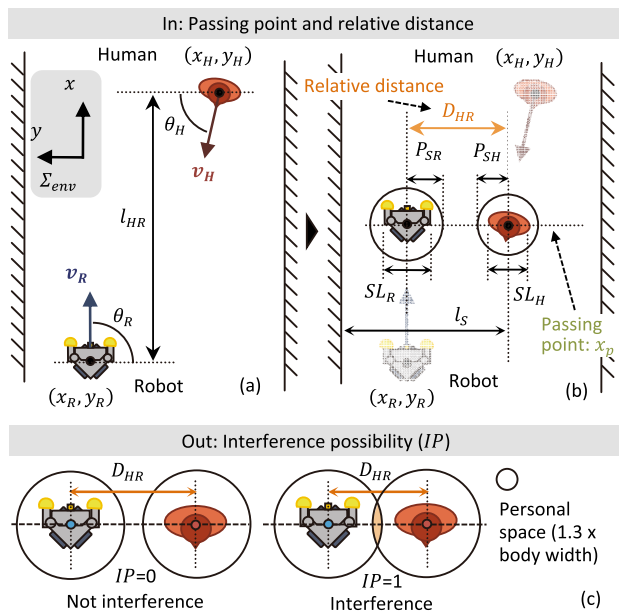 In: Passing point and relative distance
Human (x_H, y_H)
x
y
Σ_env
θ_H
v_H
l_HR
v_R
θ_R
Robot
(x_R, y_R)
(a)
Human (x_H, y_H)
Relative distance
D_HR
P_SR P_SH
SL_R SL_H
l_S
Passing
point: x_p
Robot
(x_R, y_R)
(b)
Out: Interference possibility (IP)
D_HR
IP=0
Not interference
D_HR
IP=1
Interference
Personal
space (1.3 x
body width)
(c)